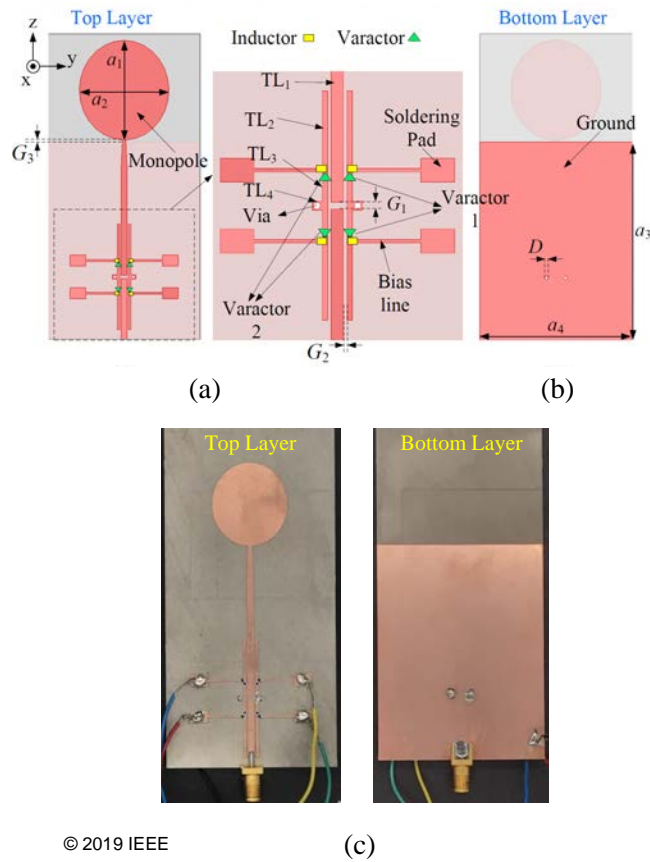 Top Layer
Bottom Layer
Inductor
Varactor
z
y
x
a1
a2
G3
Monopole
TL1
TL2
TL3
TL4
Via
Soldering
Pad
G1
Varactor
1
Bias
line
Varactor
2
G2
Ground
D
a3
a4
(a)
(b)
Top Layer
Bottom Layer
© 2019 IEEE
(c)